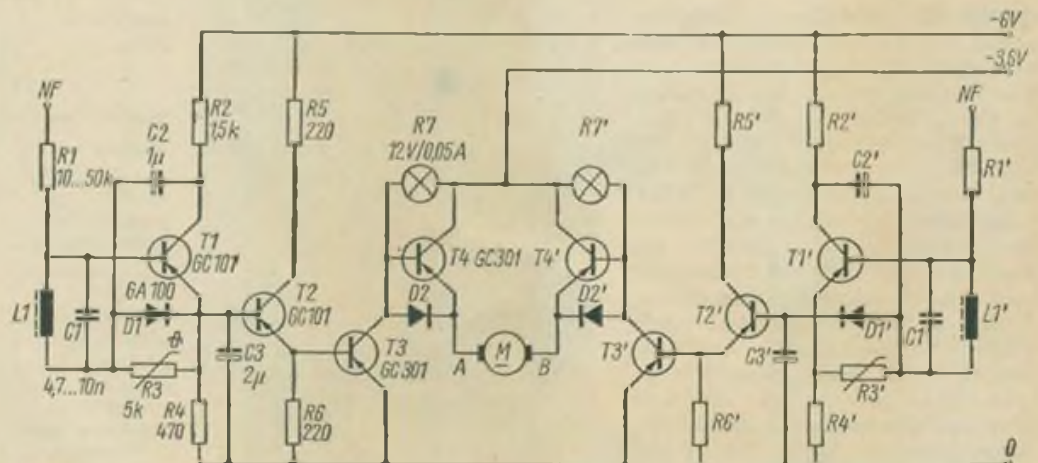 -6V
-3,6V
NF
R1
10...50k
C2
1µ
R2
1,5k
R5
220
R7
12V/0,05A
R7'
R5'
R2'
C2'
NF
R1'
T1
GC101
GA100
D1
L1
C1
4,7...10n
ϑ
R3
5k
R4
470
C3
2µ
T2
GC101
R6
220
T3
GC301
T4 GC301
T4'
D2
D2'
A
M
B
T3'
T2'
C3'
R6'
T1'
D1'
C1'
L1'
R3'
R4'
0